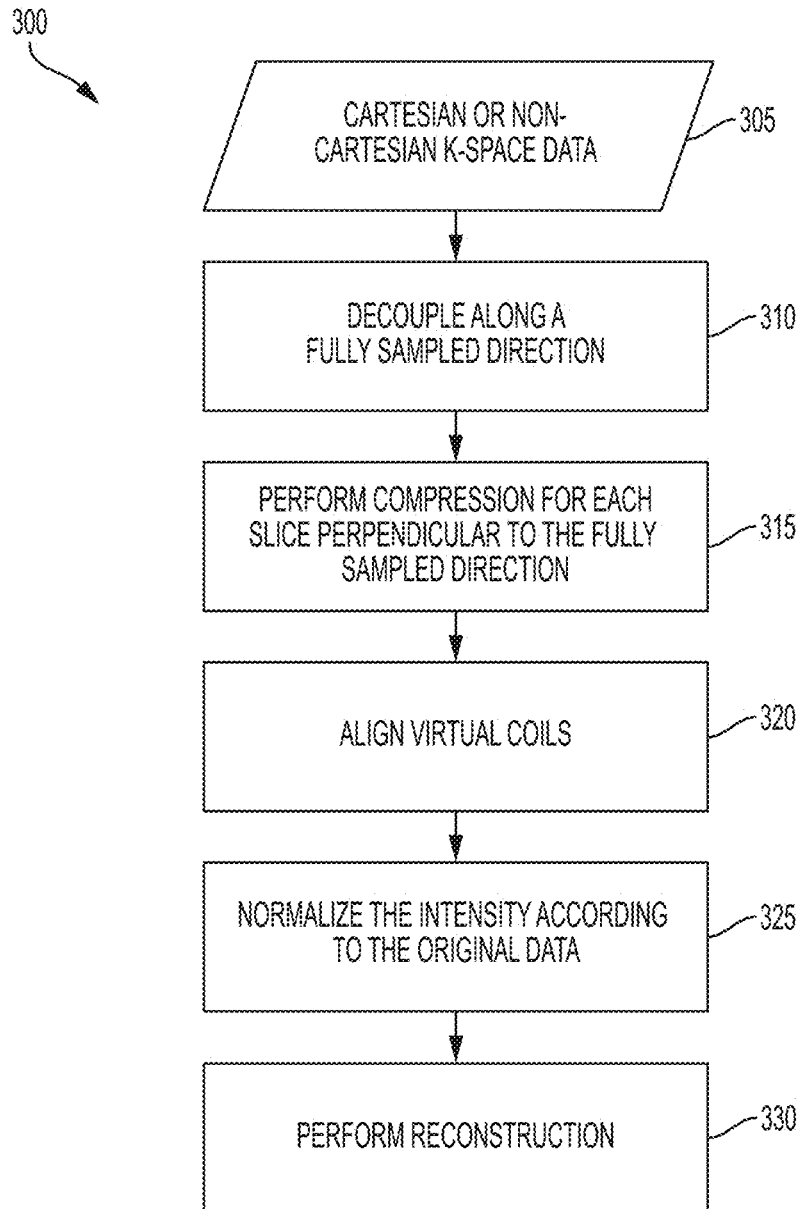 300
CARTESIAN OR NON-
CARTESIAN K-SPACE DATA
305
DECOUPLE ALONG A
FULLY SAMPLED DIRECTION
310
PERFORM COMPRESSION FOR EACH
SLICE PERPENDICULAR TO THE FULLY
SAMPLED DIRECTION
315
ALIGN VIRTUAL COILS
320
NORMALIZE THE INTENSITY ACCORDING
TO THE ORIGINAL DATA
325
PERFORM RECONSTRUCTION
330